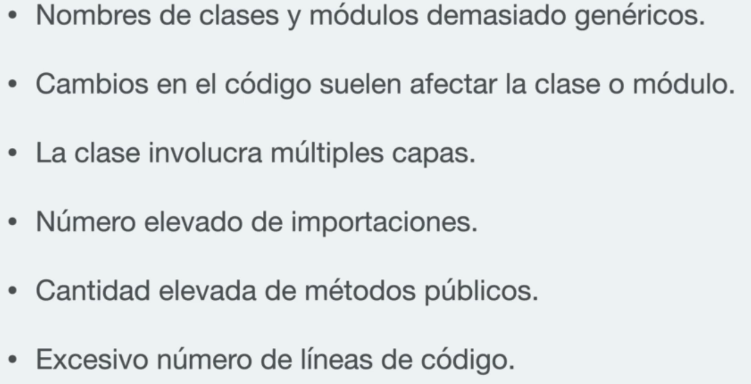 • Nombres de clases y módulos demasiado genéricos.
• Cambios en el código suelen afectar la clase o módulo.
• La clase involucra múltiples capas.
• Número elevado de importaciones.
• Cantidad elevada de métodos públicos.
• Excesivo número de líneas de código.